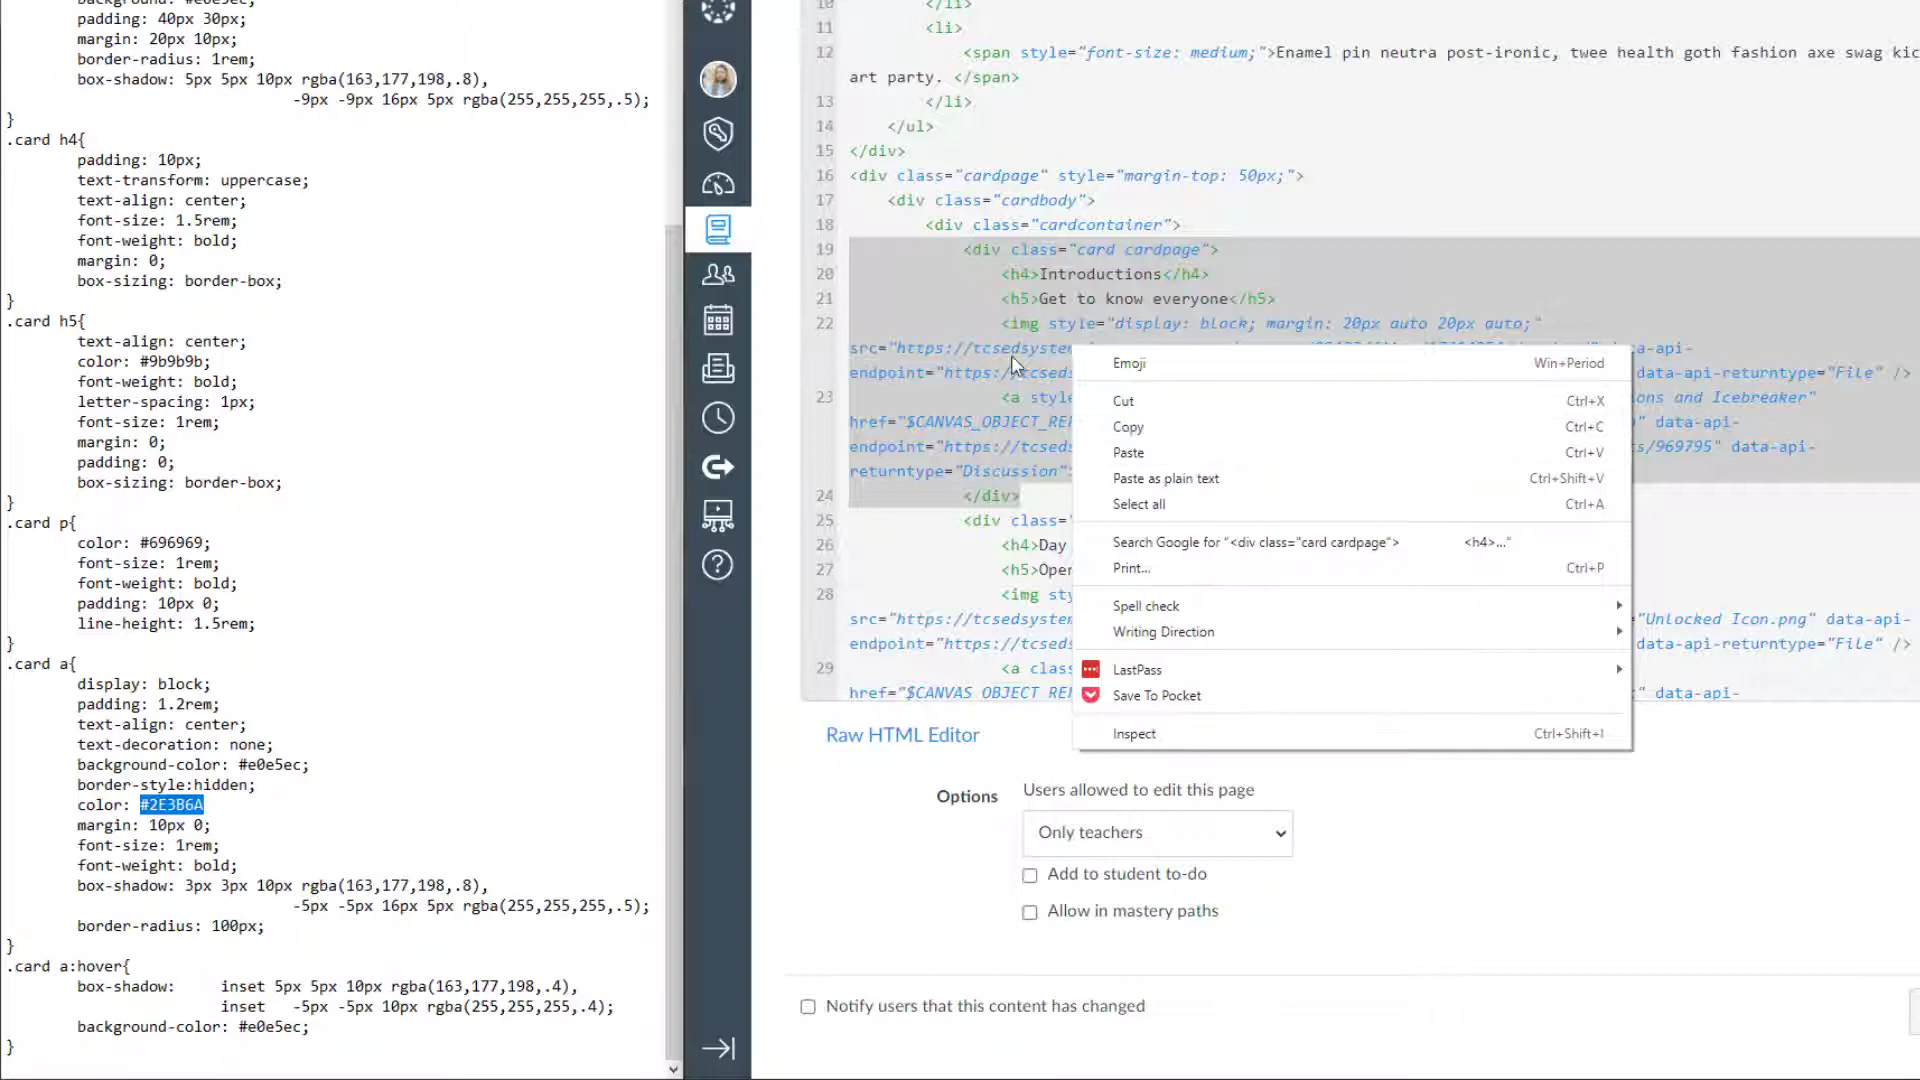 padding: 40px 30px;
margin: 20px 10px;
border-radius: 1rem;
box-shadow: 5px 5px 10px rgba(163,177,198,.8),
-9px -9px 16px 5px rgba(255,255,255,.5);
}
.card h4{
padding: 10px;
text-transform: uppercase;
text-align: center;
font-size: 1.5rem;
font-weight: bold;
margin: 0;
box-sizing: border-box;
}
.card h5{
text-align: center;
color: #9b9b9b;
font-weight: bold;
letter-spacing: 1px;
font-size: 1rem;
margin: 0;
padding: 0;
box-sizing: border-box;
}
.card p{
color: #696969;
font-size: 1rem;
font-weight: bold;
padding: 10px 0;
line-height: 1.5rem;
}
.card a{
display: block;
padding: 1.2rem;
text-align: center;
text-decoration: none;
background-color: #e0e5ec;
border-style:hidden;
color: #2E3B6A
margin: 10px 0;
font-size: 1rem;
font-weight: bold;
box-shadow: 3px 3px 10px rgba(163,177,198,.8),
-5px -5px 16px 5px rgba(255,255,255,.5);
border-radius: 100px;
}
.card a:hover{
box-shadow: inset 5px 5px 10px rgba(163,177,198,.4),
inset -5px -5px 10px rgba(255,255,255,.4);
background-color: #e0e5ec;
}
10 </li>
11 <li>
12 <span style="font-size: medium;">Enamel pin neutra post-ironic, twee health goth fashion axe swag kic
art party. </span>
13 </li>
14 </ul>
15 </div>
16 <div class="cardpage" style="margin-top: 50px;">
17 <div class="cardbody">
18 <div class="cardcontainer">
19 <div class="card cardpage">
20 <h4>Introductions</h4>
21 <h5>Get to know everyone</h5>
22 <img style="display: block; margin: 20px auto 20px auto;"
src="https://tcsedsystem a-api-
endpoint="https://tcseds data-api-returntype="File" />
23 <a style ons and Icebreaker"
href="$CANVAS_OBJECT_REF " data-api-
endpoint="https://tcsedsystem s/969795" data-api-
returntype="Discussion"
24 </div>
25 <div class="
26 <h4>Day
27 <h5>Oper
28 <img sty
src="https://tcsedsystem "Unlocked Icon.png" data-api-
endpoint="https://tcseds data-api-returntype="File" />
29 <a class
href="$CANVAS_OBJECT_REF " data-api-
Emoji Win+Period
Cut Ctrl+X
Copy Ctrl+C
Paste Ctrl+V
Paste as plain text Ctrl+Shift+V
Select all Ctrl+A
Search Google for "<div class="card cardpage"> <h4>..."
Print... Ctrl+P
Spell check
Writing Direction
LastPass
Save To Pocket
Inspect Ctrl+Shift+I
Raw HTML Editor
Options
Users allowed to edit this page
Only teachers
Add to student to-do
Allow in mastery paths
Notify users that this content has changed